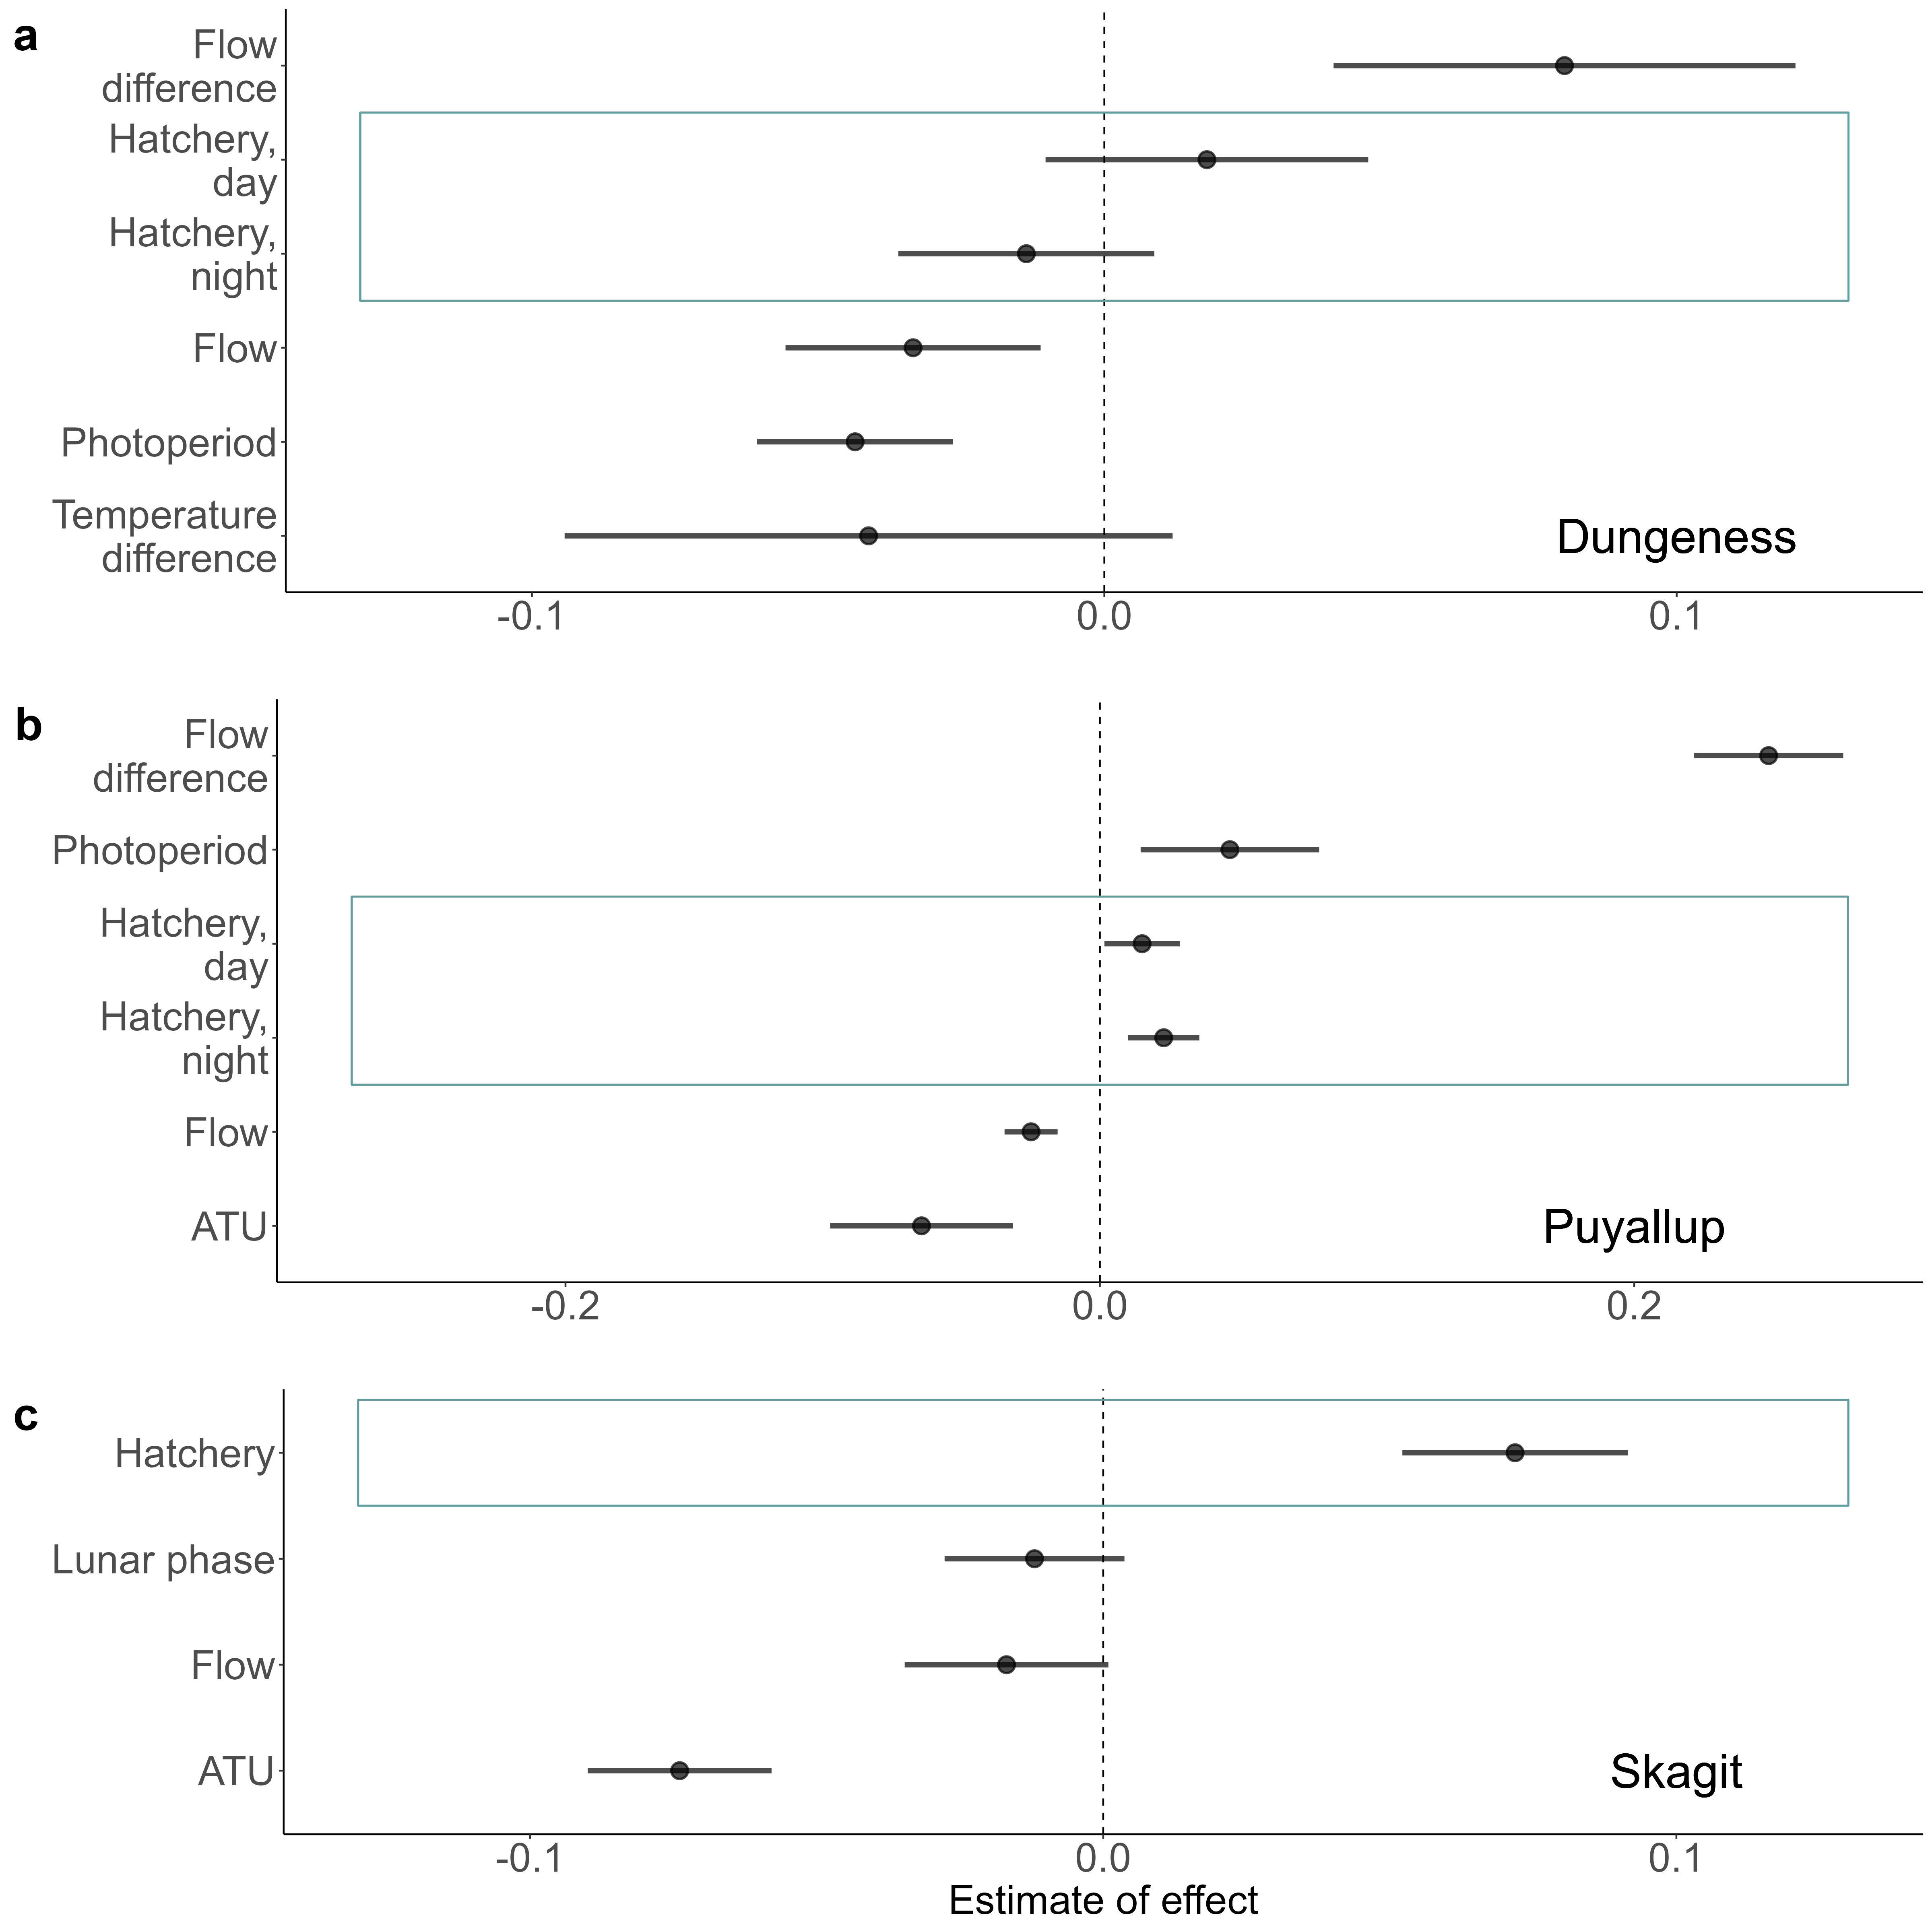 a
Flow
difference
Hatchery,
day
Hatchery,
night
Flow
Photoperiod
Temperature
difference
Dungeness
-0.1
0.0
0.1
b
Flow
difference
Photoperiod
Hatchery,
day
Hatchery,
night
Flow
ATU
Puyallup
-0.2
0.0
0.2
c
Hatchery
Lunar phase
Flow
ATU
Skagit
-0.1
0.0
0.1
Estimate of effect